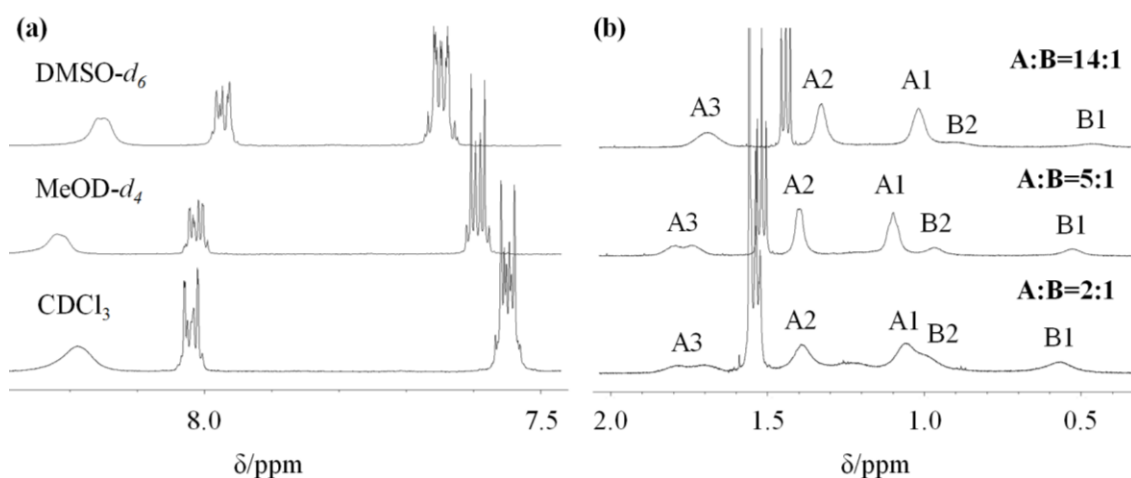 (a)
DMSO-d6
MeOD-d4
CDCl3
8.0 7.5
δ/ppm
(b)
A:B=14:1
A3 A2 A1 B2 B1
A:B=5:1
A3 A2 A1 B2 B1
A:B=2:1
A3 A2 A1 B2 B1
2.0 1.5 1.0 0.5
δ/ppm